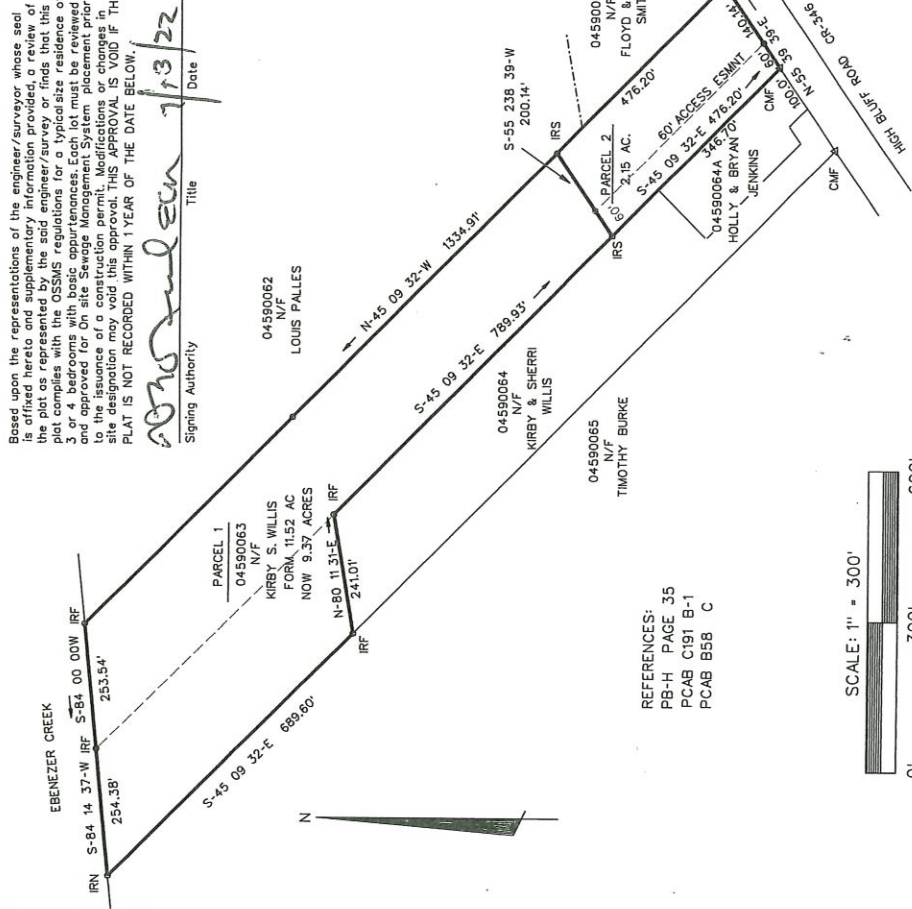 Based upon the representations of the engineer/surveyor whose seal
is affixed hereto and supplementary information provided, a review of
the plat as represented by the said engineer/survey or finds that this
plat complies with the OSSMS regulations for a typical size residence of
3 or 4 bedrooms with basic appurtenances. Each lot must be reviewed
and approved for On site Sewage Management System placement prior
to the issuance of a construction permit. Modifications or changes in
site designation may void this approval. THIS APPROVAL IS VOID IF TH
PLAT IS NOT RECORDED WITHIN 1 YEAR OF THE DATE BELOW.
Signing Authority
Title
Date
EBENEZER CREEK
IRN
S-84 14 37-W
254.38'
IRF
S-84 00 00W
253.54'
IRF
PARCEL 1
04590063
N/F
KIRBY S. WILLIS
FORM. 11.52 AC
NOW 9.37 ACRES
N-80 11 31-E
241.01'
IRF
IRF
S-45 09 32-E 689.60'
N-45 09 32-W 1334.91'
04590062
N/F
LOUIS PALLES
S-45 09 32-E 789.93'
04590064
N/F
KIRBY & SHERRI
WILLIS
04590065
N/F
TIMOTHY BURKE
S-55 238 39-W
200.14'
IRS
IRS
04590
N/F
FLOYD &
SMIT
476.20'
60'
PARCEL 2
2.15 AC.
60' ACCESS ESMNT
S-45 09 32-E 476.20'
346.70'
04590064A
HOLLY & BRYAN
JENKINS
140.14'
60'
CMF
100.0'
N-55 39 39-E
CMF
HIGH BLUFF ROAD CR-346
N
REFERENCES:
PB-H PAGE 35
PCAB C191 B-1
PCAB B58 C
SCALE: 1" = 300'